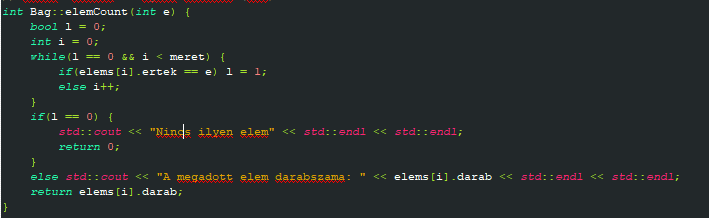 int Bag::elemCount(int e) {
    bool l = 0;
    int i = 0;
    while(l == 0 && i < meret) {
        if(elems[i].ertek == e) l = 1;
        else i++;
    }
    if(l == 0) {
        std::cout << "Nincs ilyen elem" << std::endl << std::endl;
        return 0;
    }
    else std::cout << "A megadott elem darabszama: " << elems[i].darab << std::endl << std::endl;
    return elems[i].darab;
}